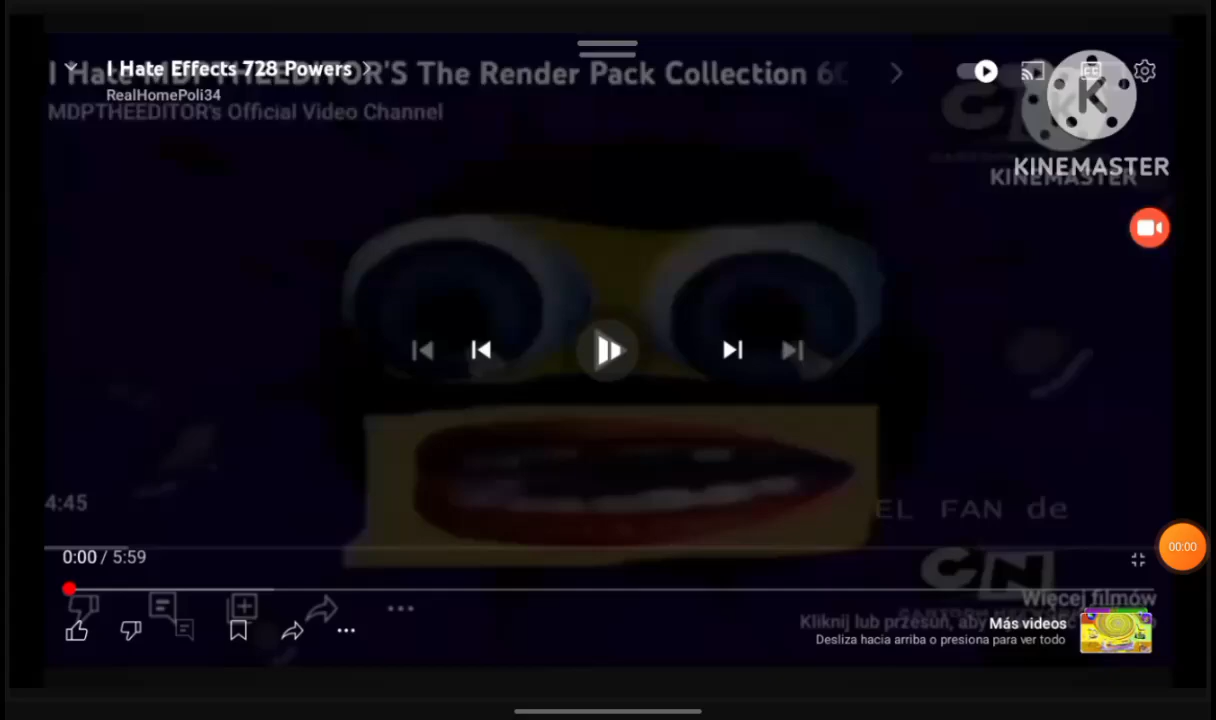 I Hate Effects 728 Powers
I Hate MDPTHEEDITOR'S The Render Pack Collection
RealHomePoli34
MDPTHEEDITOR's Official Video Channel
K
KINEMASTER
KINEMASTER
4:45
EL FAN de
0:00 / 5:59
00:00
CN
Więcej filmów
Kliknij lub przesuń, aby
Más videos
Desliza hacia arriba o presiona para ver todo